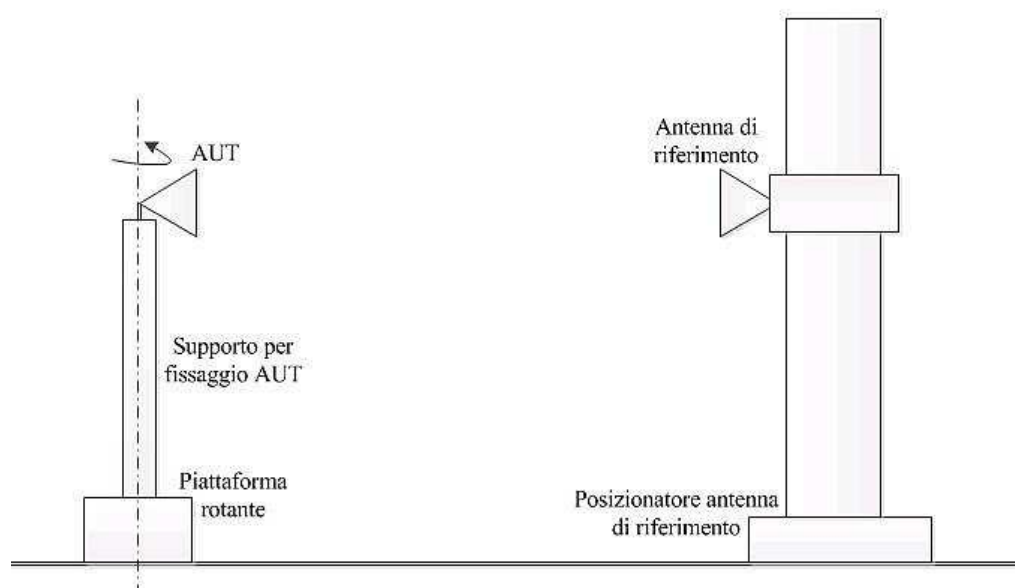 AUT
Antenna di
riferimento
Supporto per
fissaggio AUT
Piattaforma
rotante
Posizionatore antenna
di riferimento